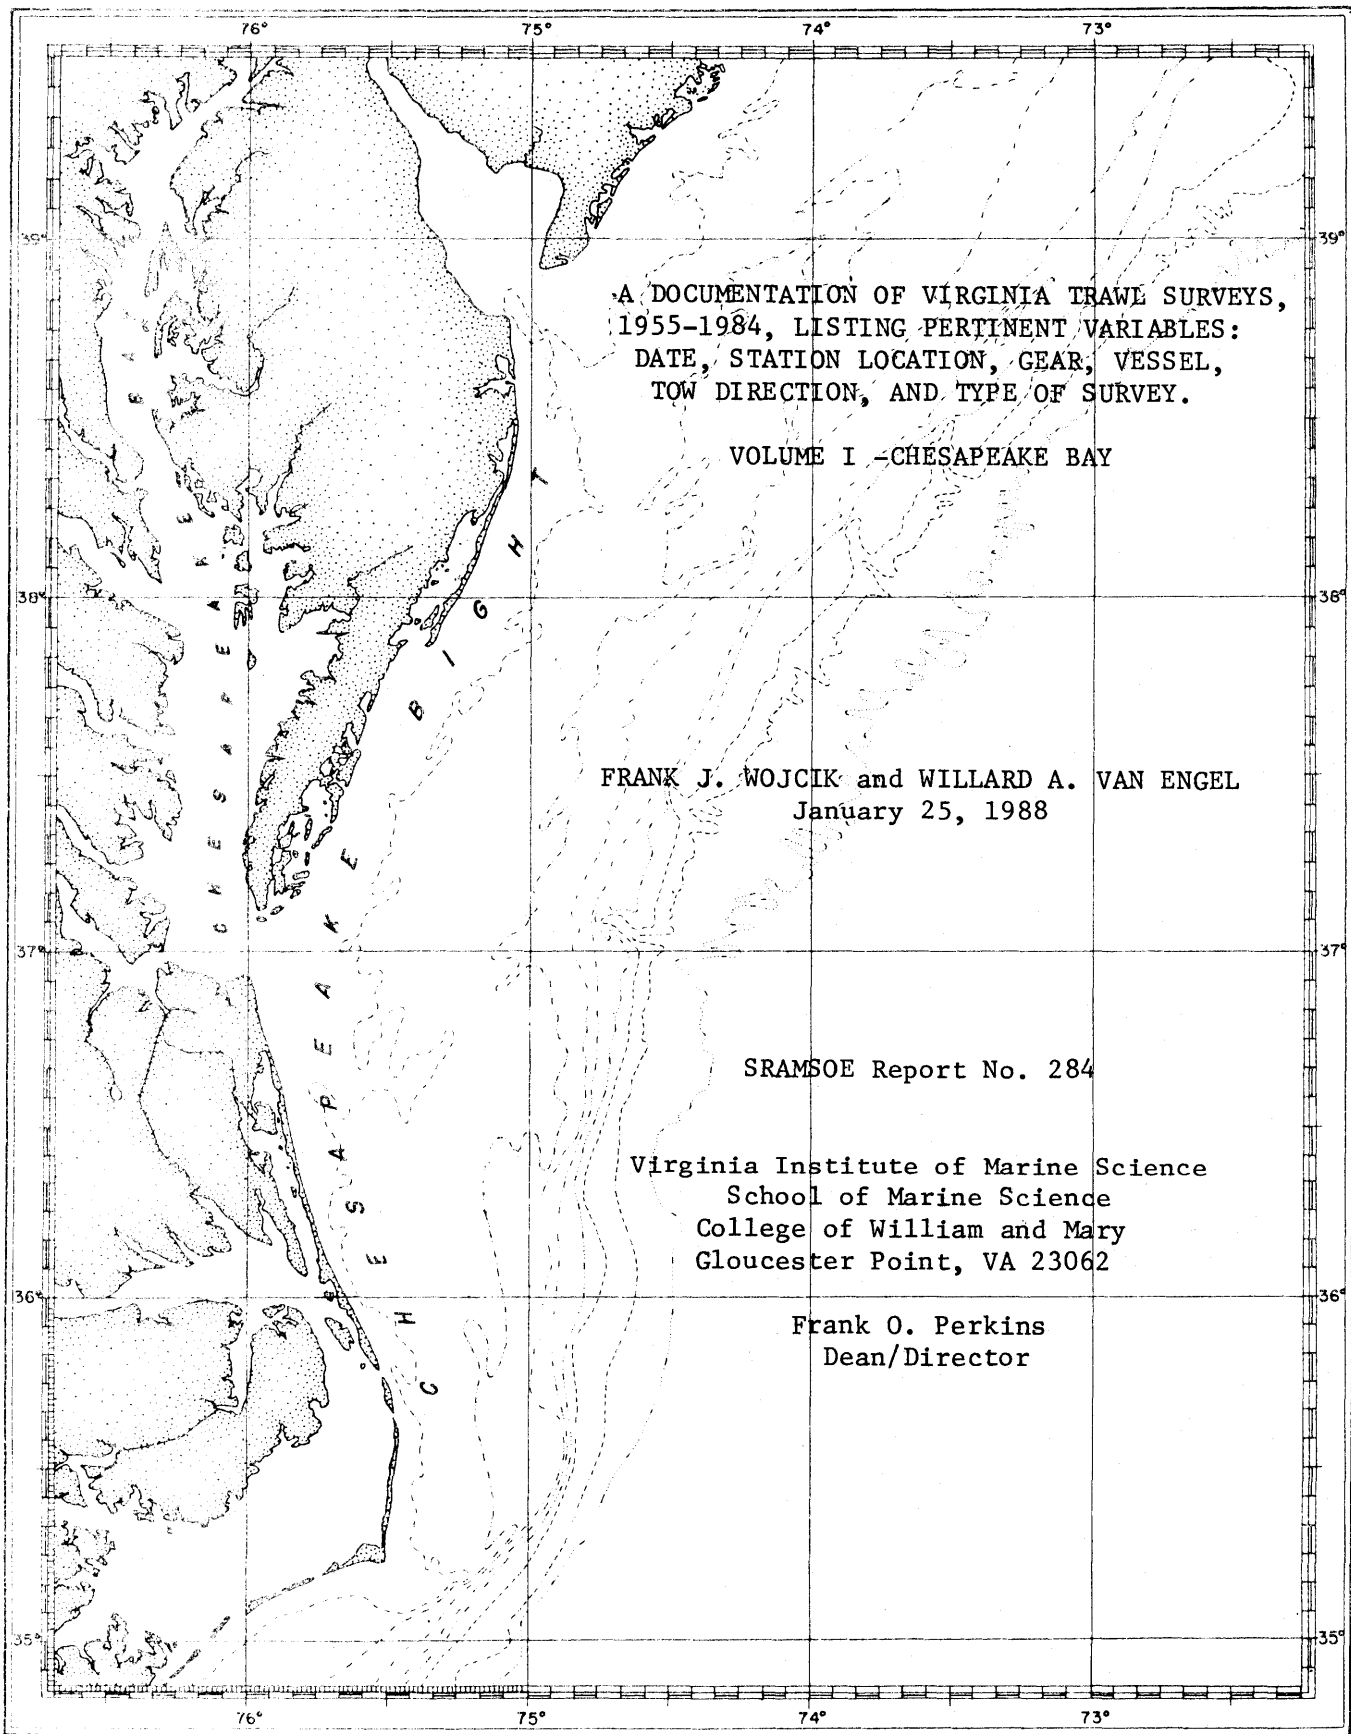 76° 75° 74° 73°
39° 39°
A DOCUMENTATION OF VIRGINIA TRAWL SURVEYS,
1955-1984, LISTING PERTINENT VARIABLES:
DATE, STATION LOCATION, GEAR, VESSEL,
TOW DIRECTION, AND TYPE OF SURVEY.
VOLUME I -CHESAPEAKE BAY
38° 38°
CHESAPEAKE BAY
CHESAPEAKE BIGHT
FRANK J. WOJCIK and WILLARD A. VAN ENGEL
January 25, 1988
37° 37°
SRAMSOE Report No. 284
Virginia Institute of Marine Science
School of Marine Science
College of William and Mary
Gloucester Point, VA 23062
36° 36°
Frank O. Perkins
Dean/Director
35° 35°
76° 75° 74° 73°